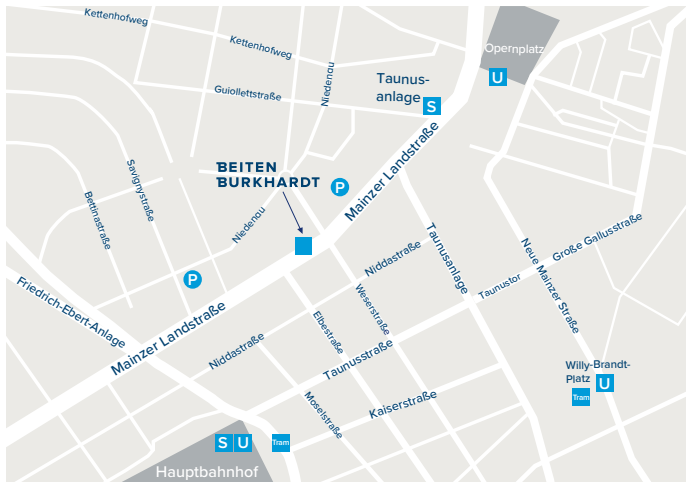 Kettenhofweg
Kettenhofweg
Opernplatz
U
Niedenau
Taunus-
anlage
S
Guiollettstraße
BEITEN
BURKHARDT
P
Mainzer Landstraße
Savignystraße
Bettinastraße
Niedenau
Taunusanlage
Große Gallusstraße
Neue Mainzer Straße
Niddastraße
Taunustor
P
Friedrich-Ebert-Anlage
Mainzer Landstraße
Weserstraße
Elbestraße
Niddastraße
Taunusstraße
Willy-Brandt-
Platz
U
Tram
Kaiserstraße
Moselstraße
S U
Tram
Hauptbahnhof